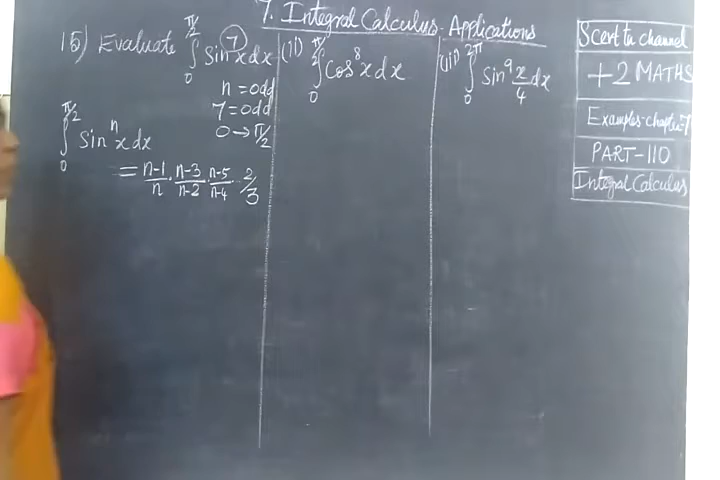 7. Integral Calculus-Applications
15) Evaluate ∫₀^{π/2} Sin⁷x dx
n = odd
7 = odd
0 → π/2
∫₀^{π/2} Sinⁿx dx
= n-1/n · n-3/n-2 · n-5/n-4 ... 2/3
(ii) ∫₀^{π/2} Cos⁸x dx
(iii) ∫₀^{2π} Sin⁹ x/4 dx
Scert tn channel
+2 MATHS
Examples-chapter-7
PART-110
Integral Calculus